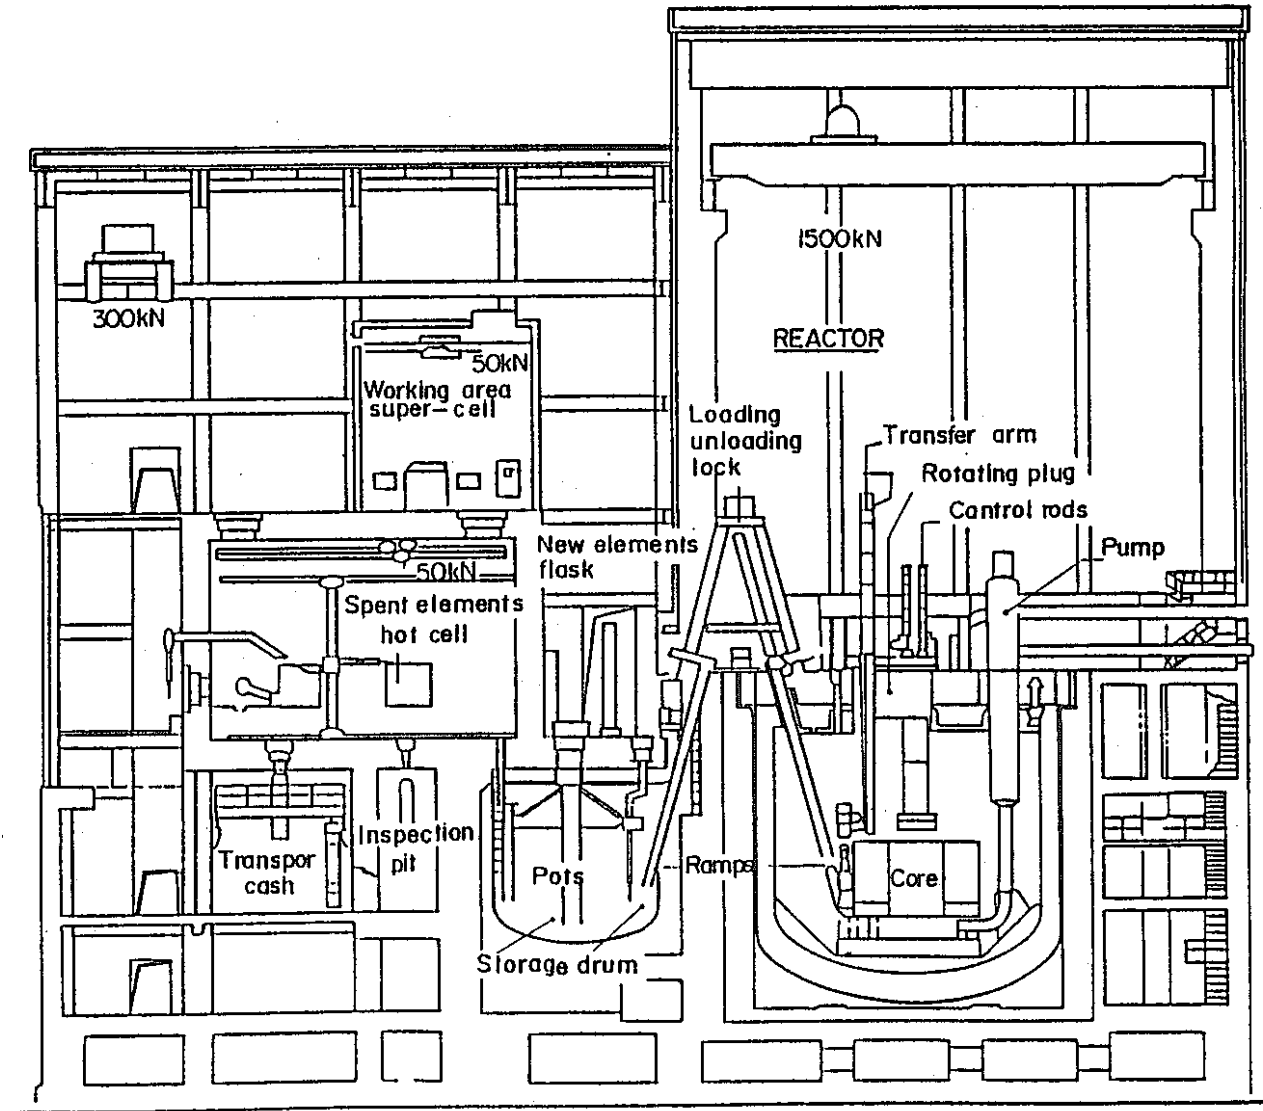 1500kN
300kN
REACTOR
50kN
Working area
super-cell
Loading
unloading
lock
Transfer arm
Rotating plug
Cantrol rods
Pump
New elements
flask
50kN
Spent elements
hot cell
Inspection
pit
Transpor
cash
Pots
Ramps
Core
Storage drum